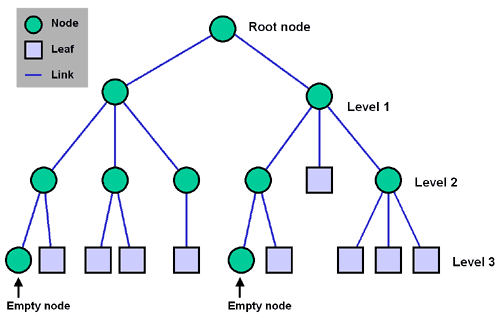 Node
Leaf
Link
Root node
Level 1
Level 2
Level 3
Empty node
Empty node